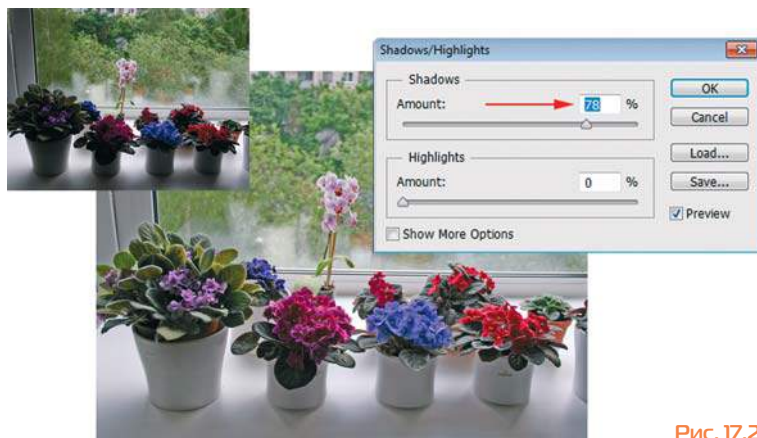 Shadows/Highlights
Shadows
Amount: 78 %
Highlights
Amount: 0 %
Show More Options
OK
Cancel
Load...
Save...
Preview
Рис. 17.2